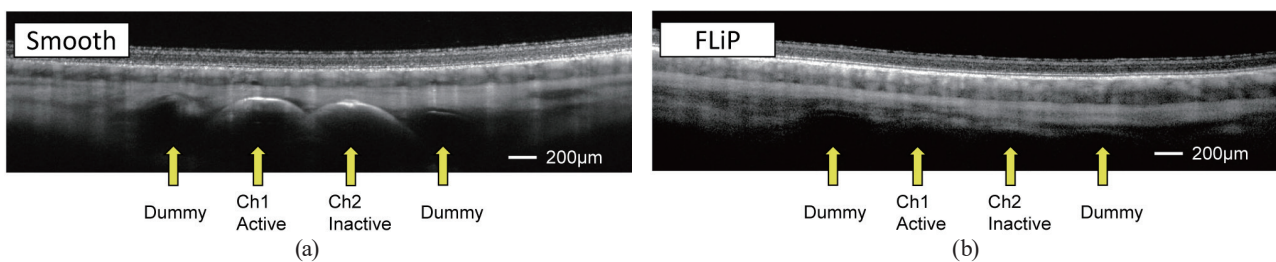 Smooth
200μm
Dummy
Ch1
Active
Ch2
Inactive
Dummy
(a)
FLiP
200μm
Dummy
Ch1
Active
Ch2
Inactive
Dummy
(b)